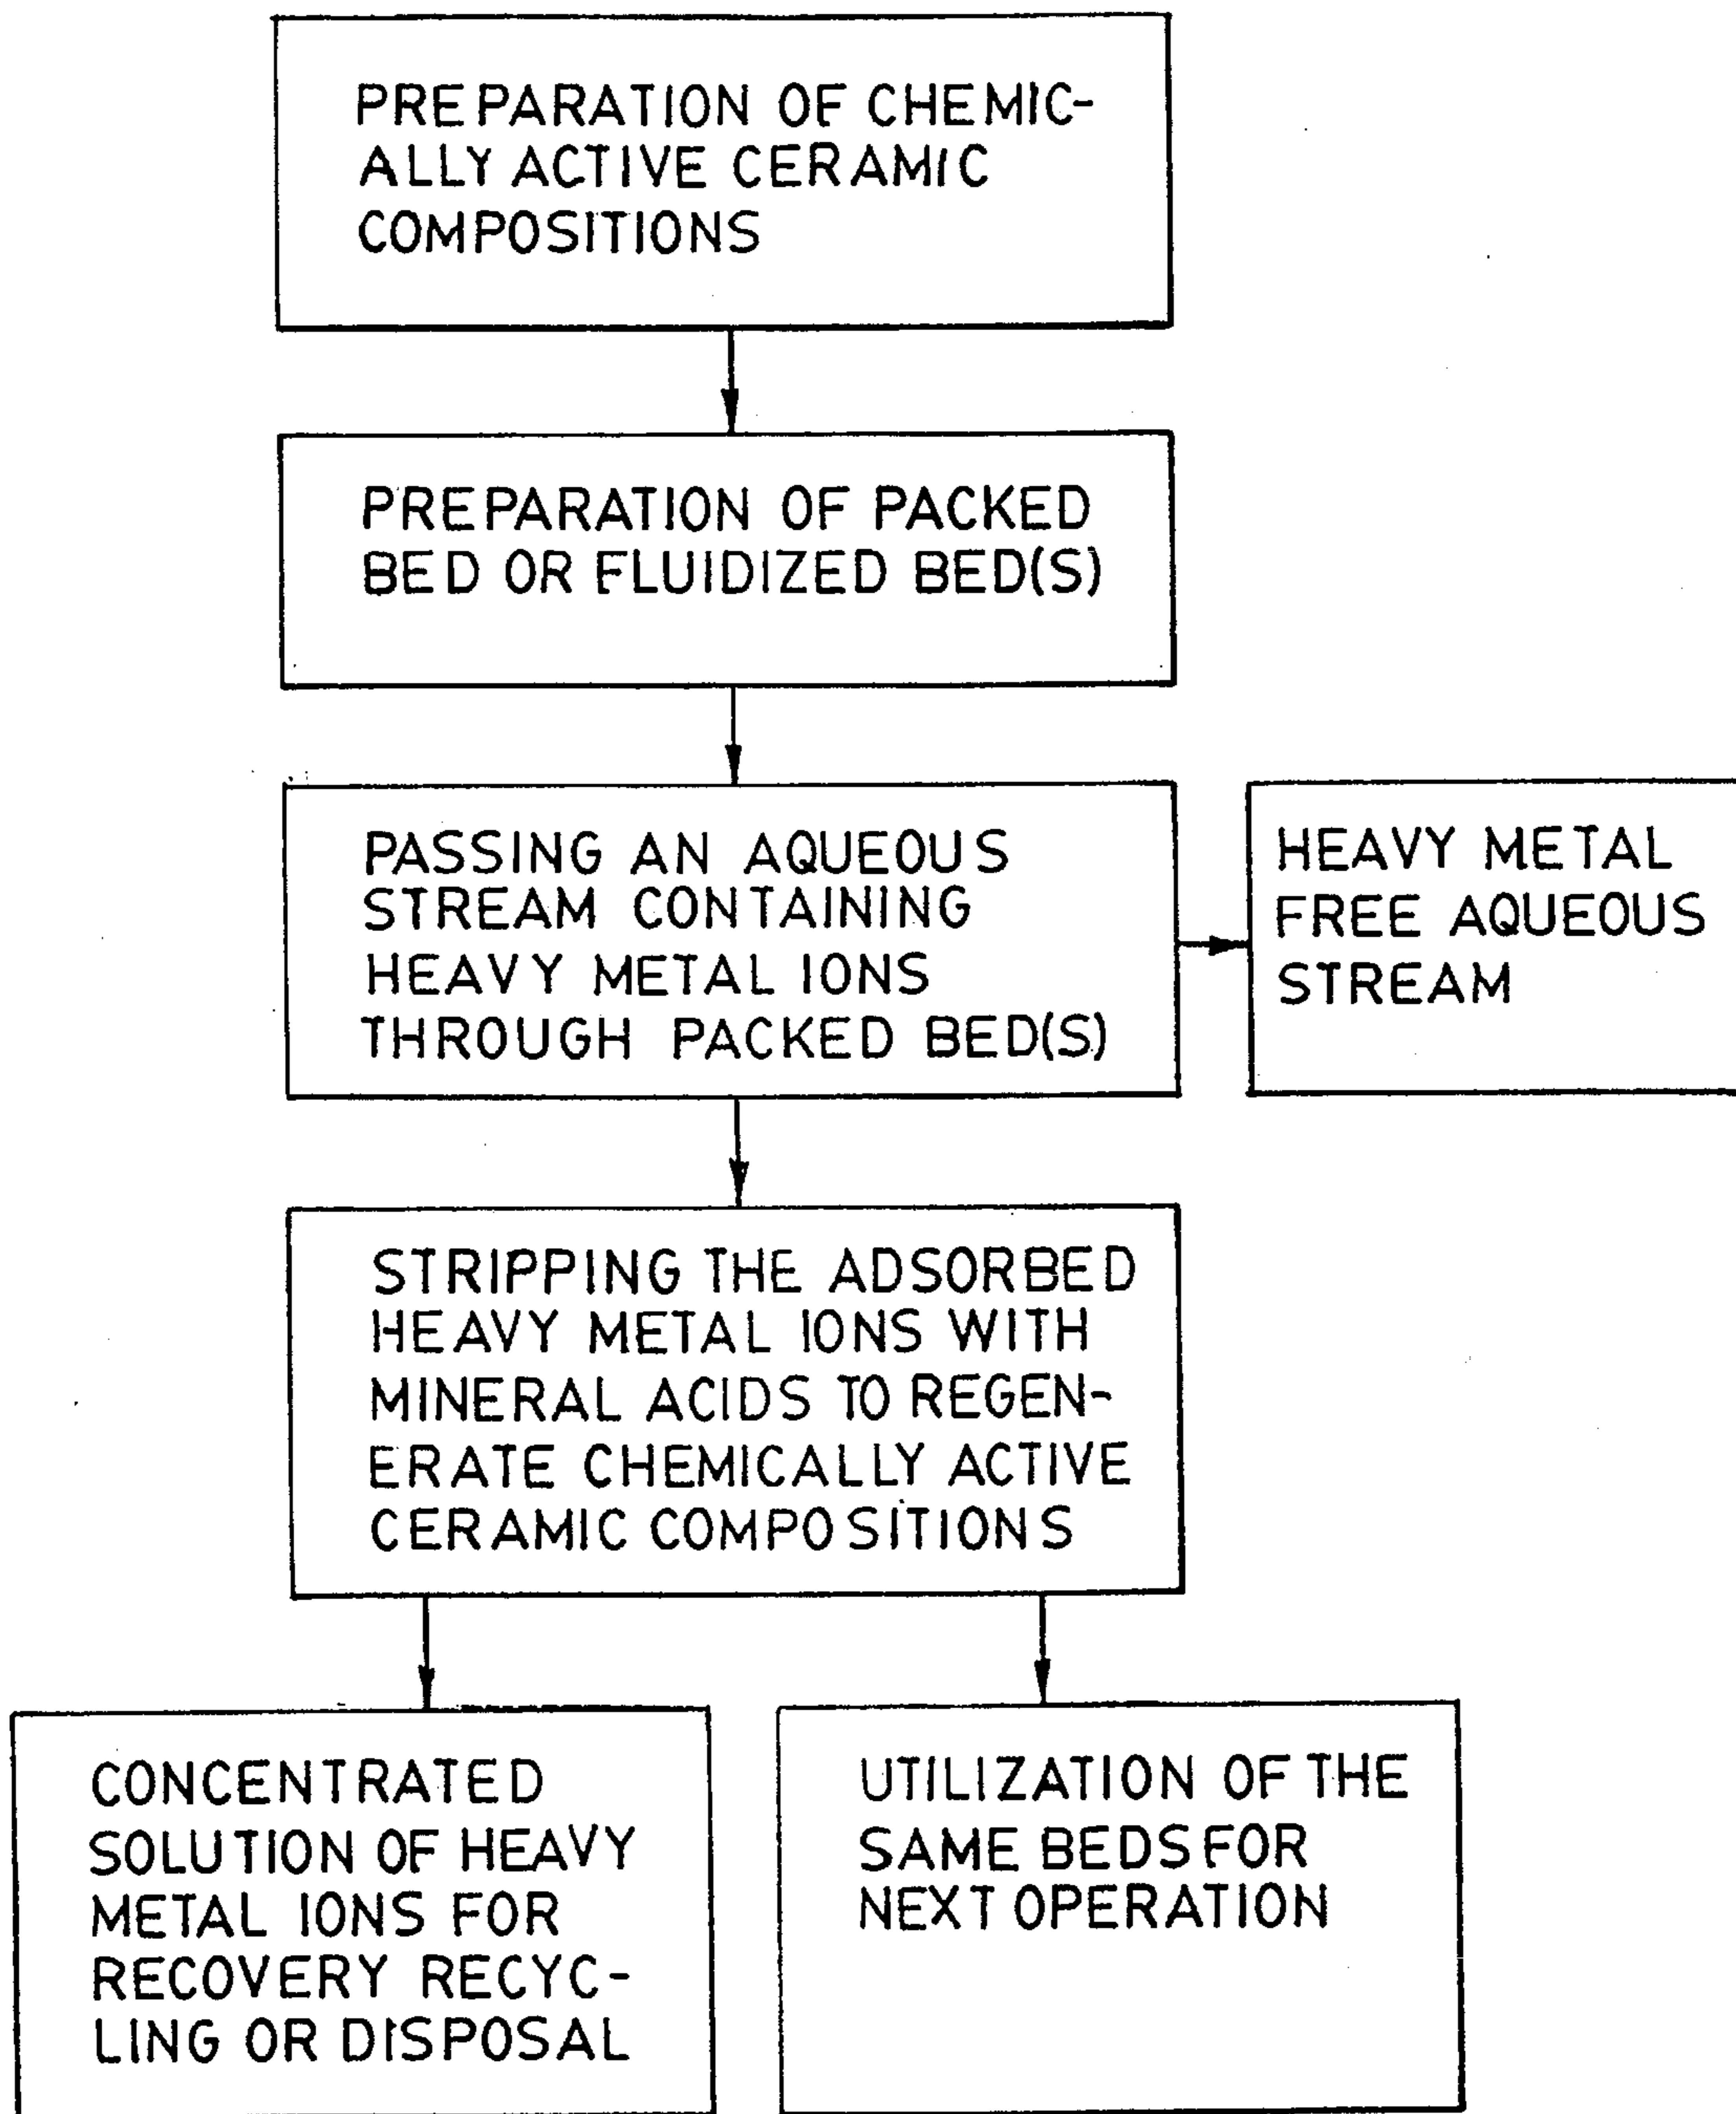 PREPARATION OF CHEMIC-
ALLY ACTIVE CERAMIC
COMPOSITIONS
PREPARATION OF PACKED
BED OR FLUIDIZED BED(S)
PASSING AN AQUEOUS
STREAM CONTAINING
HEAVY METAL IONS
THROUGH PACKED BED(S)
HEAVY METAL
FREE AQUEOUS
STREAM
STRIPPING THE ADSORBED
HEAVY METAL IONS WITH
MINERAL ACIDS TO REGEN-
ERATE CHEMICALLY ACTIVE
CERAMIC COMPOSITIONS
CONCENTRATED
SOLUTION OF HEAVY
METAL IONS FOR
RECOVERY RECYC-
LING OR DISPOSAL
UTILIZATION OF THE
SAME BEDS FOR
NEXT OPERATION